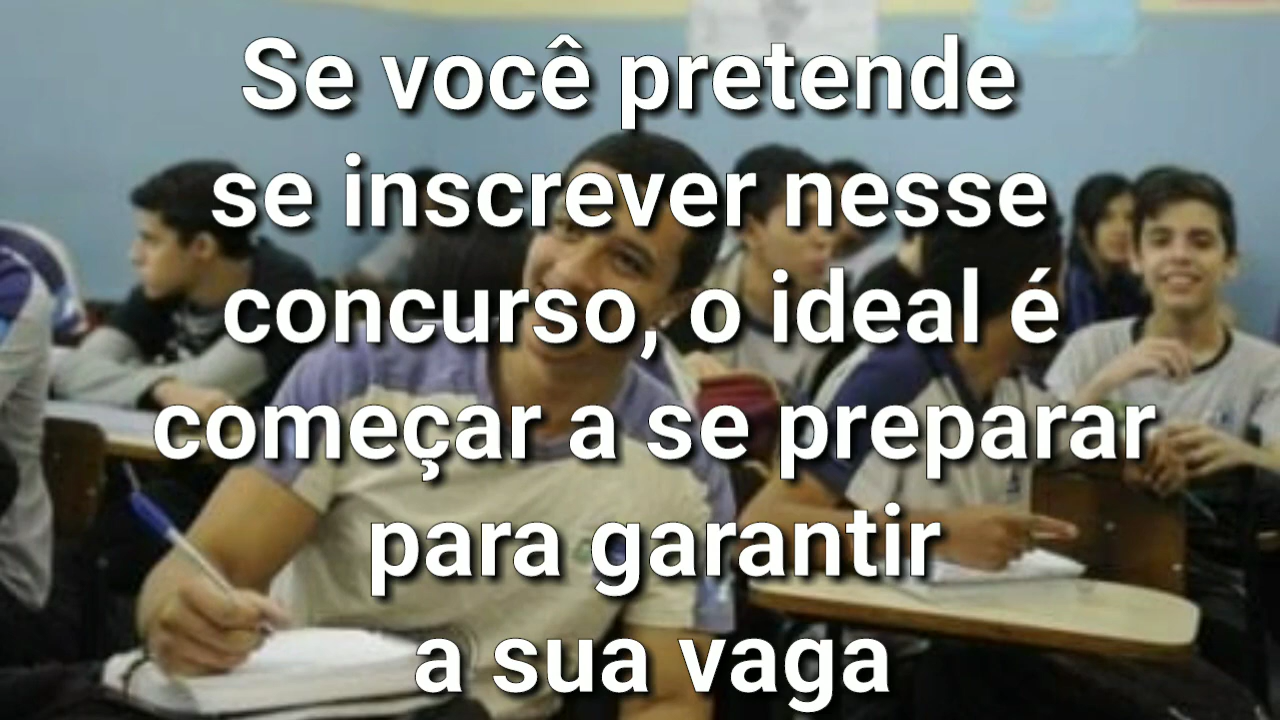 Se você pretende
se inscrever nesse
concurso, o ideal é
começar a se preparar
para garantir
a sua vaga